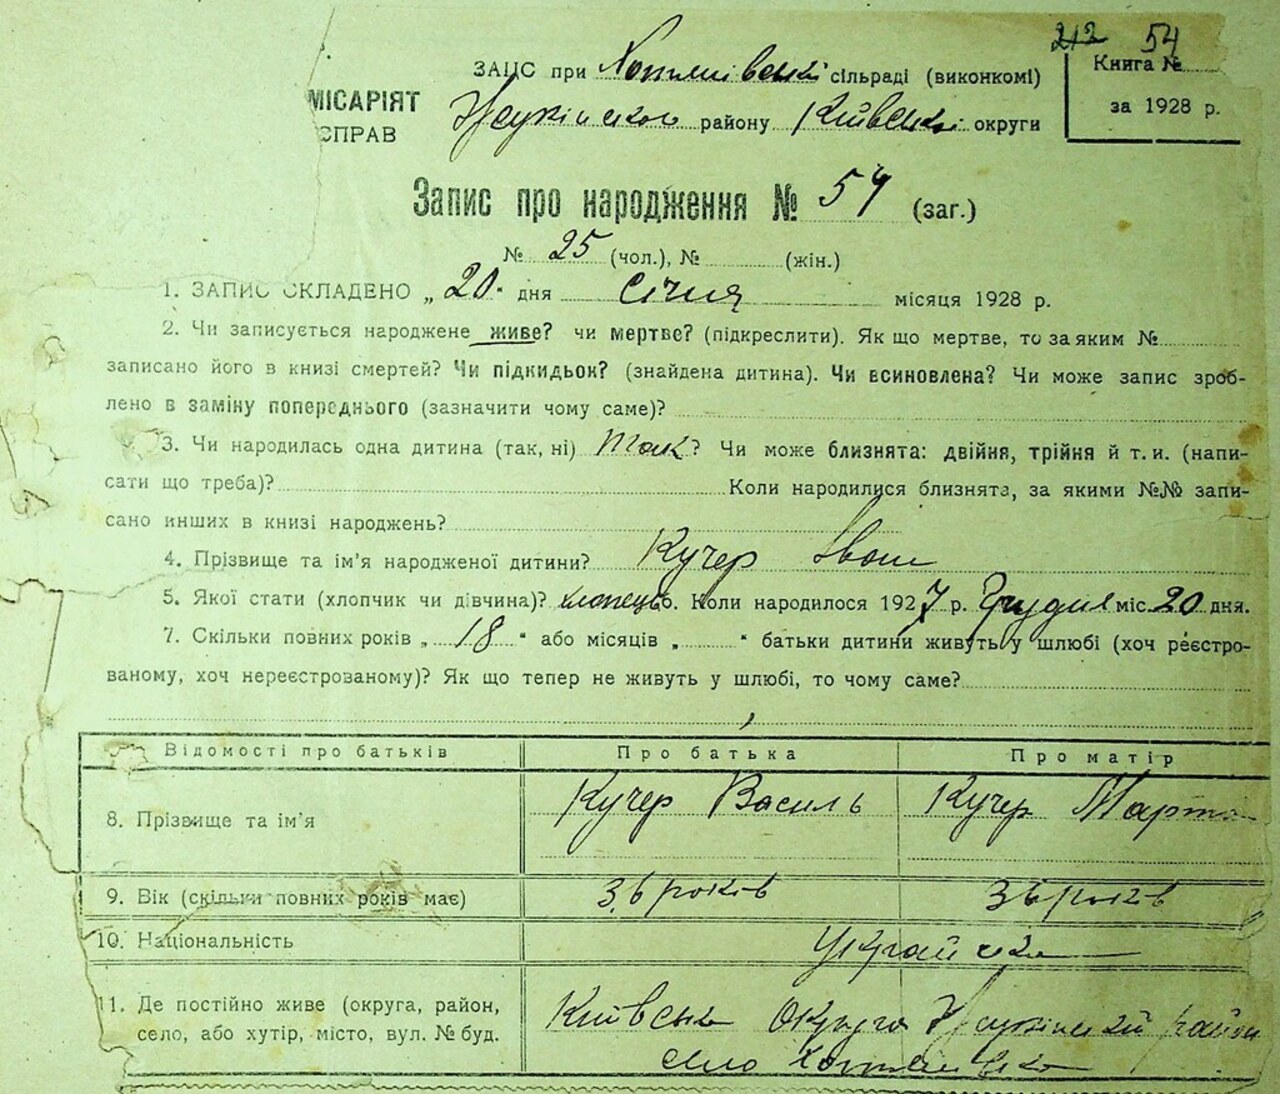 212 54
ЗАЦС при сільраді (виконкомі)
Книга №
МІСАРІЯТ
СПРАВ
району Київської округи
за 1928 р.
Запис про народження № 54 (заг.)
№ 25 (чол.), № (жін.)
1. ЗАПИС СКЛАДЕНО „20“ дня Січня місяця 1928 р.
2. Чи записується народжене живе? чи мертве? (підкреслити). Як що мертве, то за яким №
записано його в книзі смертей? Чи підкидьок? (знайдена дитина). Чи всиновлена? Чи може запис зроб-
лено в заміну попереднього (зазначити чому саме)?
3. Чи народилась одна дитина (так, ні) Так? Чи може близнята: двійня, трійня й т. и. (напи-
сати що треба)? Коли народилися близнята, за якими №№ запи-
сано инших в книзі народжень?
4. Прізвище та ім'я народженої дитини? Кучер Іван
5. Якої стати (хлопчик чи дівчина)? хлопець 6. Коли народилося 1927 р. Грудня міс. 20 дня.
7. Скільки повних років „18“ або місяців „ “ батьки дитини живуть у шлюбі (хоч реєстро-
ваному, хоч нереєстрованому)? Як що тепер не живуть у шлюбі, то чому саме?
Відомості про батьків Про батька Про матір
8. Прізвище та ім'я Кучер Василь Кучер Марта
9. Вік (скільки повних років має) 36 років 36 років
10. Національність
11. Де постійно живе (округа, район,
село, або хутір, місто, вул. № буд.
Київська Округа район
село